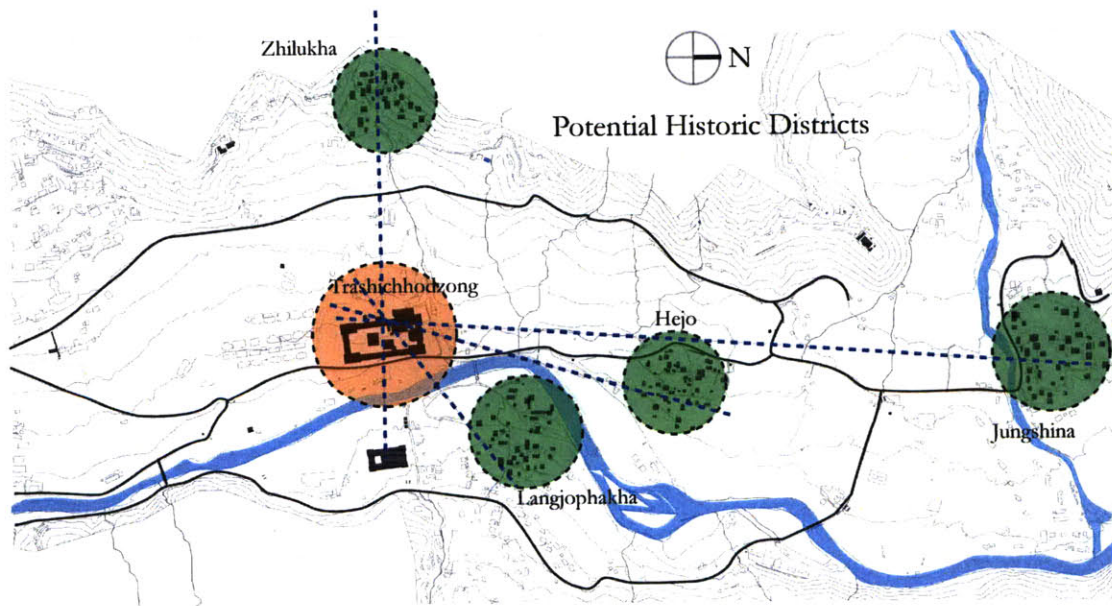 Zhilukha
N
Potential Historic Districts
Trashichhodzong
Hejo
Jungshina
Langjophakha